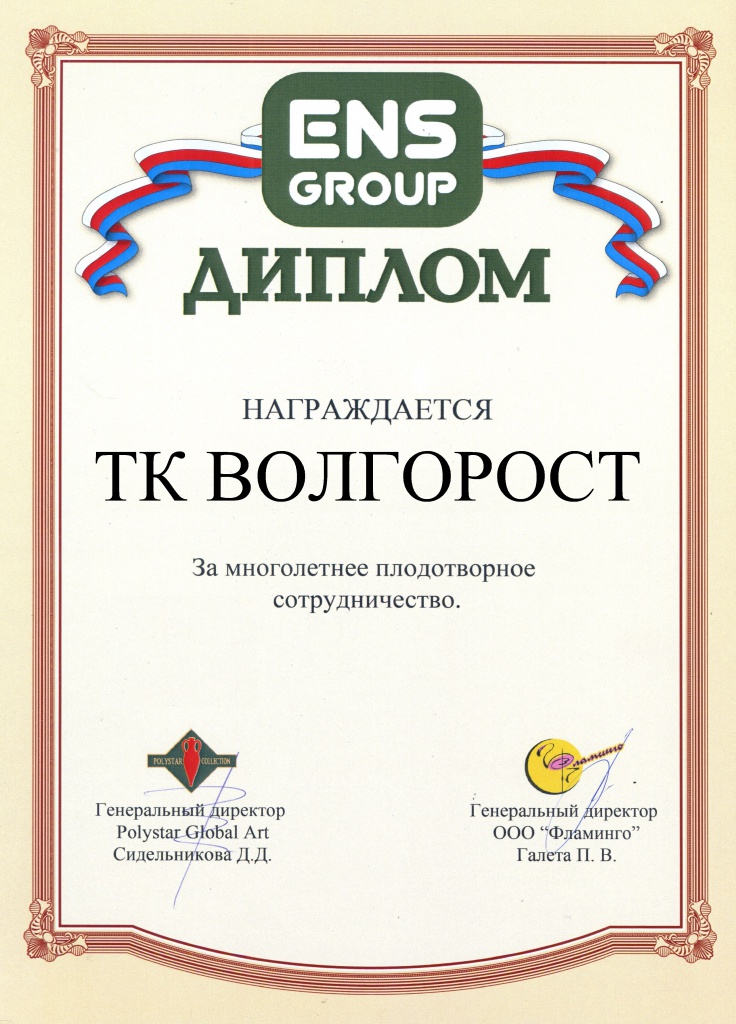 ENS
GROUP
ДИПЛОМ
НАГРАЖДАЕТСЯ
ТК ВОЛГОРОСТ
За многолетнее плодотворное
сотрудничество.
POLYSTAR COLLECTION
Фламинго
Генеральный директор
Polystar Global Art
Сидельникова Д.Д.
Генеральный директор
ООО “Фламинго”
Галета П. В.